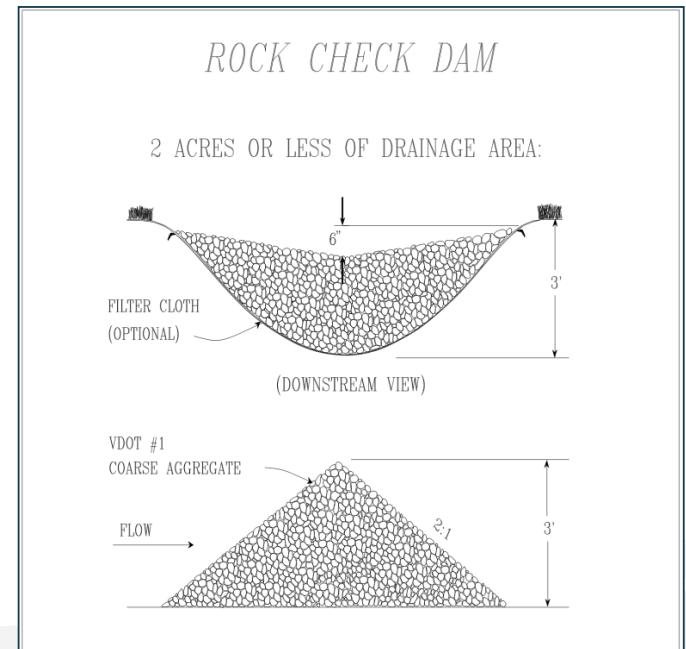 ROCK CHECK DAM
2 ACRES OR LESS OF DRAINAGE AREA:
6"
3'
FILTER CLOTH
(OPTIONAL)
(DOWNSTREAM VIEW)
VDOT #1
COARSE AGGREGATE
FLOW
2:1
3'